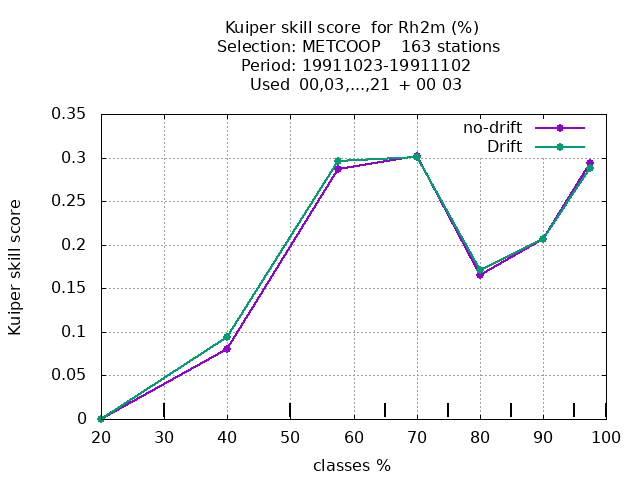 Kuiper skill score  for Rh2m (%)
Selection: METCOOP    163 stations
Period: 19911023-19911102
Used  00,03,...,21  + 00 03
no-drift
Drift
0.35
0.3
0.25
0.2
0.15
0.1
0.05
0
Kuiper skill score
20 30 40 50 60 70 80 90 100
classes %